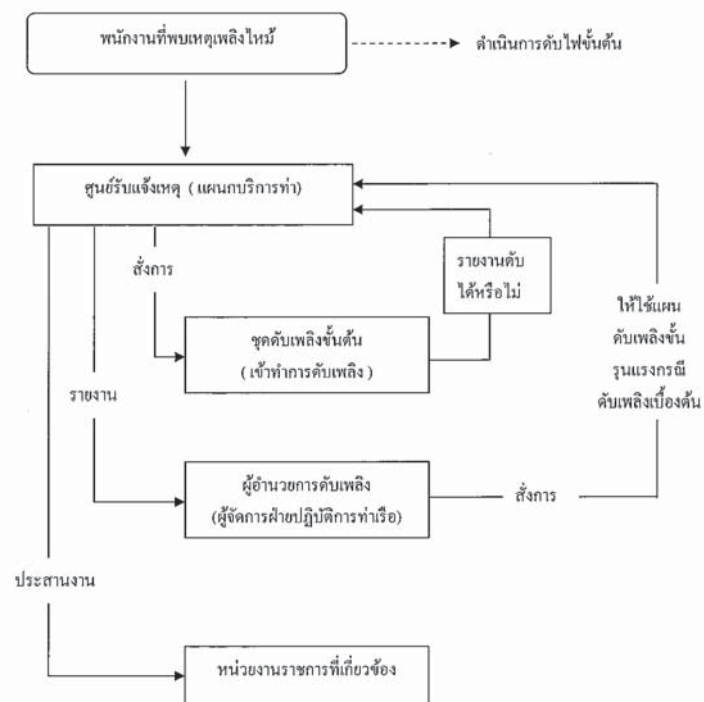 พนักงานที่พบเหตุเพลิงไหม้
ดำเนินการดับไฟขั้นต้น
ศูนย์รับแจ้งเหตุ ( แผนกบริการท่า)
สั่งการ
รายงานดับ
ได้หรือไม่
ให้ใช้แผน
ดับเพลิงขั้น
รุนแรงกรณี
ดับเพลิงเบื้องต้น
ชุดดับเพลิงขั้นต้น
( เข้าทำการดับเพลิง )
รายงาน
ผู้อำนวยการดับเพลิง
(ผู้จัดการฝ่ายปฏิบัติการท่าเรือ)
สั่งการ
ประสานงาน
หน่วยงานราชการที่เกี่ยวข้อง